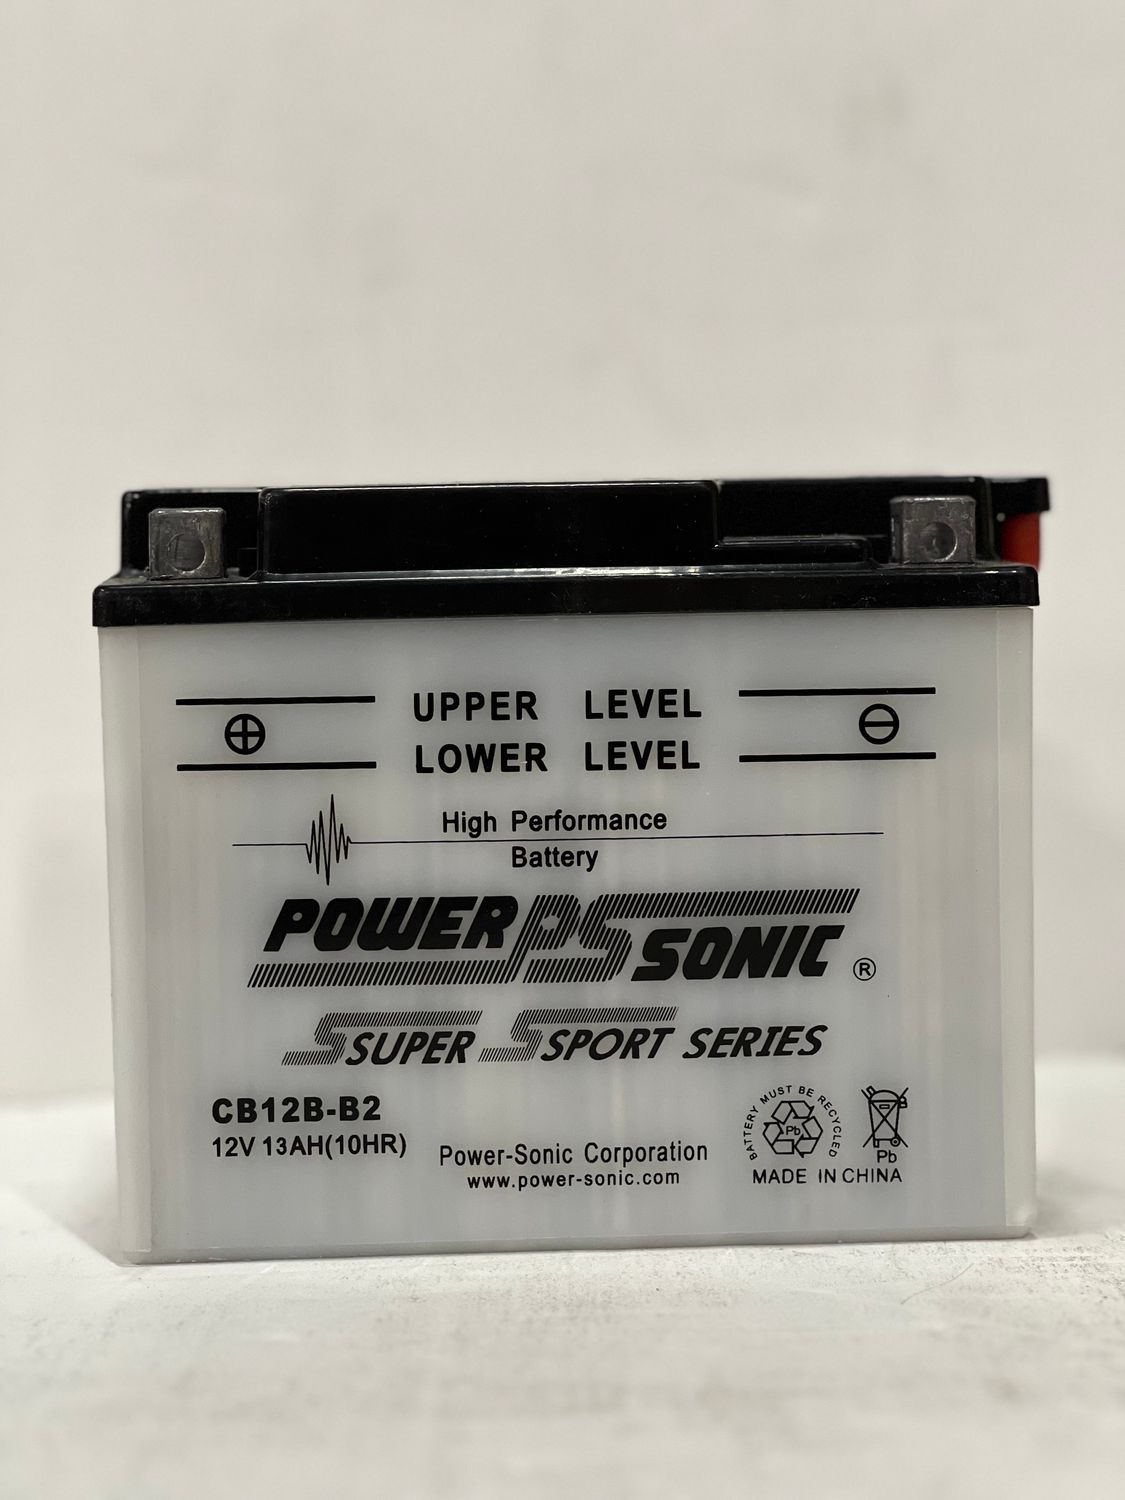 UPPER LEVEL
LOWER LEVEL
High Performance
Battery
POWER PS SONIC ®
SUPER SPORT SERIES
CB12B-B2
12V 13AH(10HR)
Power-Sonic Corporation
www.power-sonic.com
BATTERY MUST BE RECYCLED
Pb
Pb
MADE IN CHINA